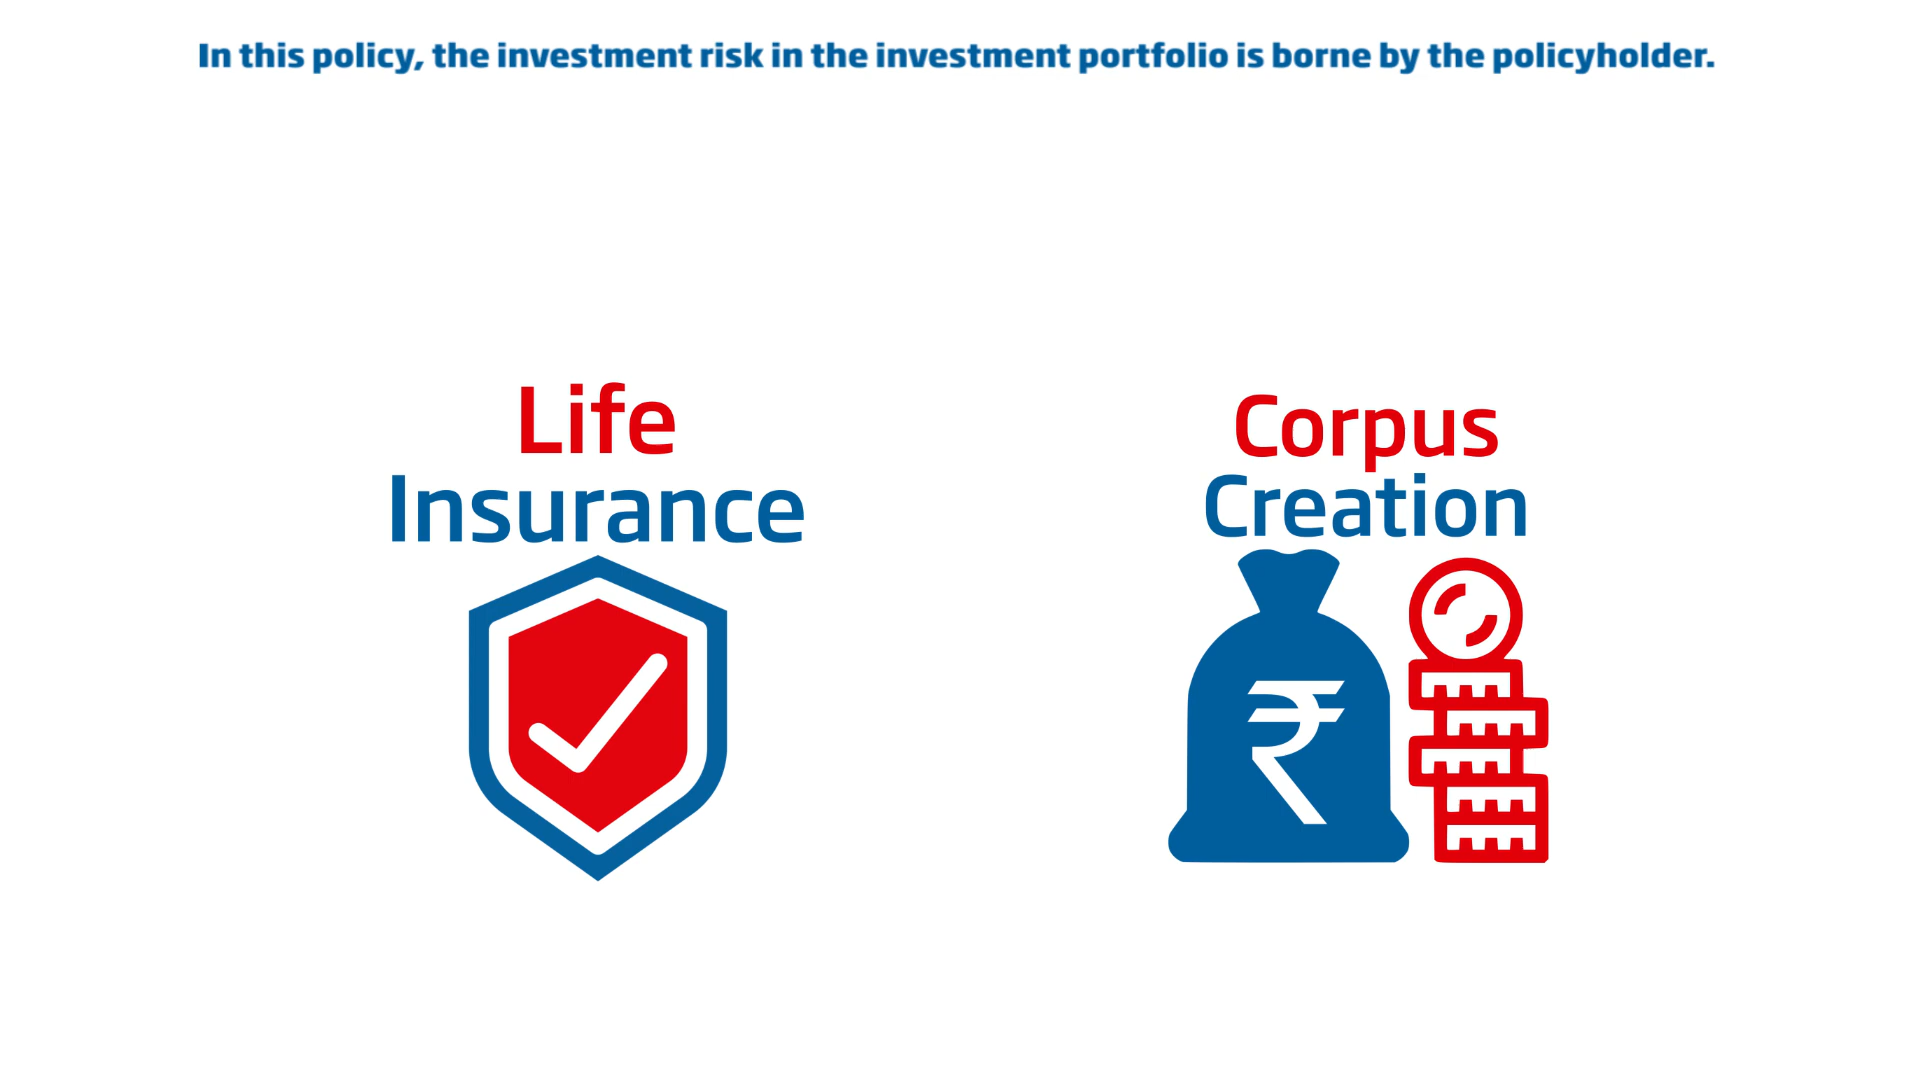 In this policy, the investment risk in the investment portfolio is borne by the policyholder.
Life
Insurance
Corpus
Creation
₹